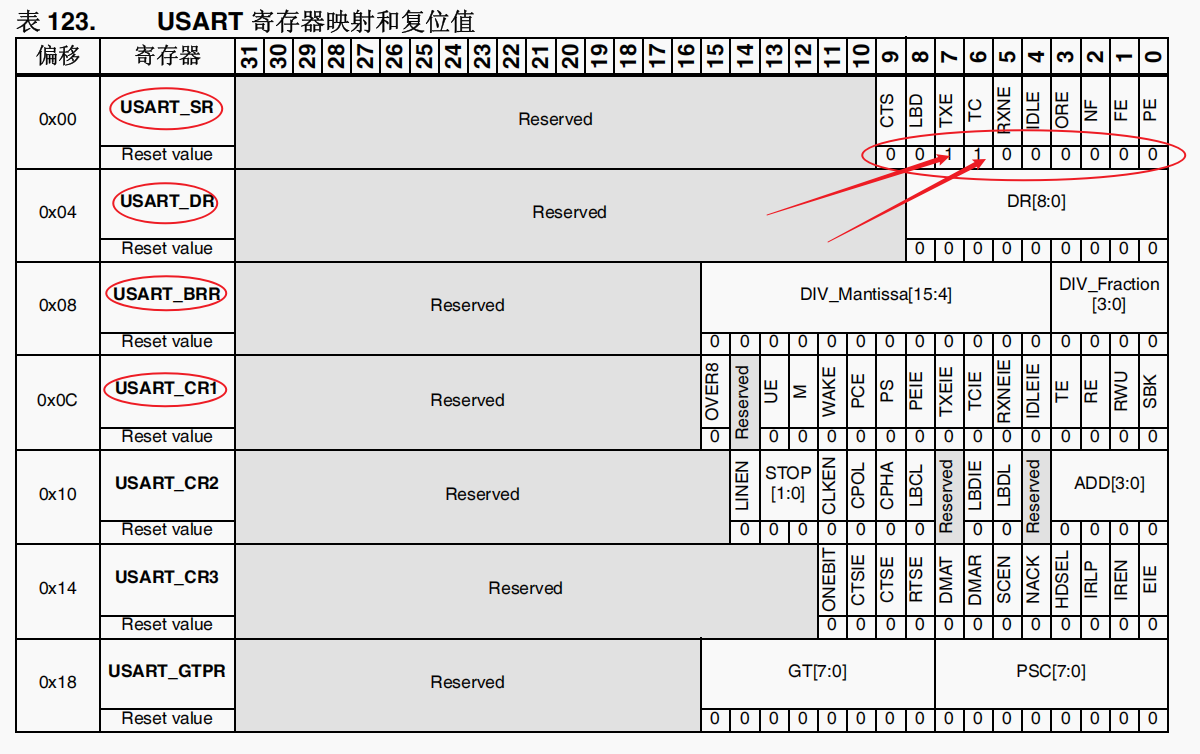 表 123. USART 寄存器映射和复位值
偏移 寄存器 31 30 29 28 27 26 25 24 23 22 21 20 19 18 17 16 15 14 13 12 11 10 9 8 7 6 5 4 3 2 1 0
0x00 USART_SR Reserved CTS LBD TXE TC RXNE IDLE ORE NF FE PE
Reset value 0 0 1 1 0 0 0 0 0 0
0x04 USART_DR Reserved DR[8:0]
Reset value 0 0 0 0 0 0 0 0 0
0x08 USART_BRR Reserved DIV_Mantissa[15:4] DIV_Fraction
[3:0]
Reset value 0 0 0 0 0 0 0 0 0 0 0 0 0 0 0 0
0x0C USART_CR1 Reserved OVER8 Reserved UE M WAKE PCE PS PEIE TXEIE TCIE RXNEIE IDLEIE TE RE RWU SBK
Reset value 0 0 0 0 0 0 0 0 0 0 0 0 0 0 0
0x10 USART_CR2 Reserved LINEN STOP
[1:0] CLKEN CPOL CPHA LBCL Reserved LBDIE LBDL Reserved ADD[3:0]
Reset value 0 0 0 0 0 0 0 0 0 0 0 0 0
0x14 USART_CR3 Reserved ONEBIT CTSIE CTSE RTSE DMAT DMAR SCEN NACK HDSEL IRLP IREN EIE
Reset value 0 0 0 0 0 0 0 0 0 0 0 0
0x18 USART_GTPR Reserved GT[7:0] PSC[7:0]
Reset value 0 0 0 0 0 0 0 0 0 0 0 0 0 0 0 0